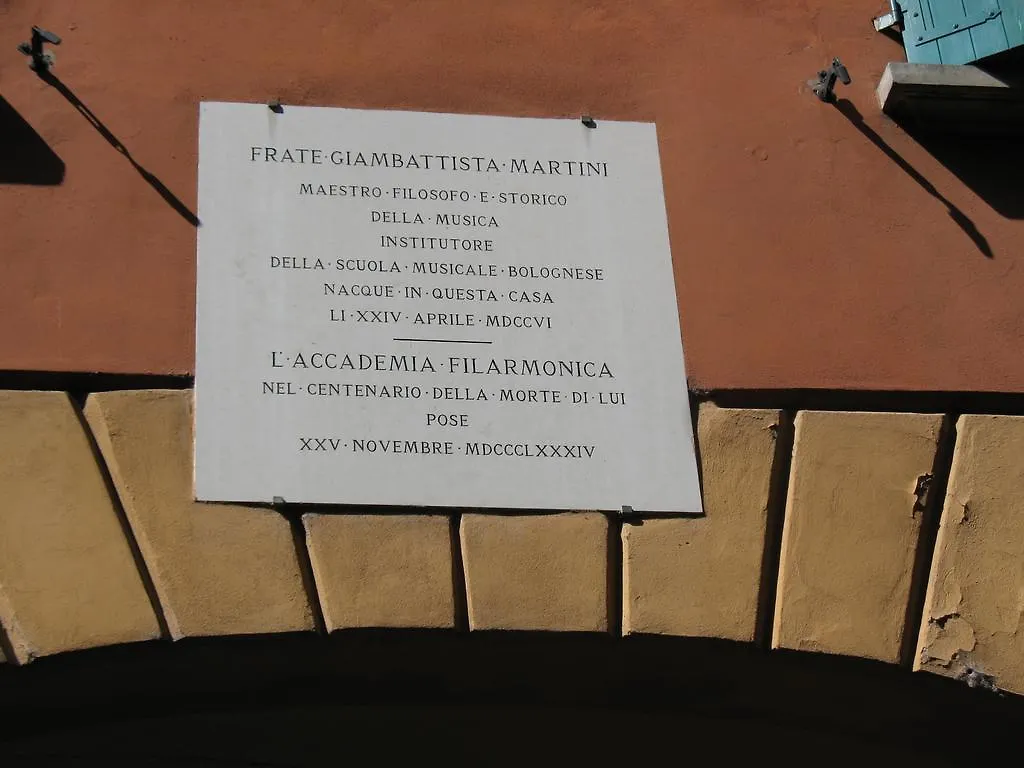 FRATE·GIAMBATTISTA·MARTINI
MAESTRO·FILOSOFO·E·STORICO
DELLA·MUSICA
INSTITUTORE
DELLA·SCUOLA·MUSICALE·BOLOGNESE
NACQUE·IN·QUESTA·CASA
LI·XXIV·APRILE·MDCCVI
L'ACCADEMIA·FILARMONICA
NEL·CENTENARIO·DELLA·MORTE·DI·LUI
POSE
XXV·NOVEMBRE·MDCCCLXXXIV